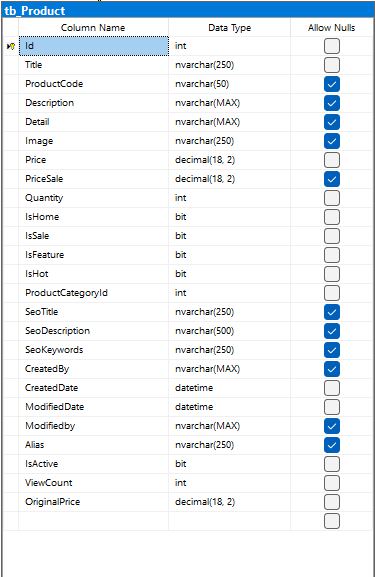 tb_Product
Column Name Data Type Allow Nulls
Id int
Title nvarchar(250)
ProductCode nvarchar(50)
Description nvarchar(MAX)
Detail nvarchar(MAX)
Image nvarchar(250)
Price decimal(18, 2)
PriceSale decimal(18, 2)
Quantity int
IsHome bit
IsSale bit
IsFeature bit
IsHot bit
ProductCategoryId int
SeoTitle nvarchar(250)
SeoDescription nvarchar(500)
SeoKeywords nvarchar(250)
CreatedBy nvarchar(MAX)
CreatedDate datetime
ModifiedDate datetime
Modifiedby nvarchar(MAX)
Alias nvarchar(250)
IsActive bit
ViewCount int
OriginalPrice decimal(18, 2)